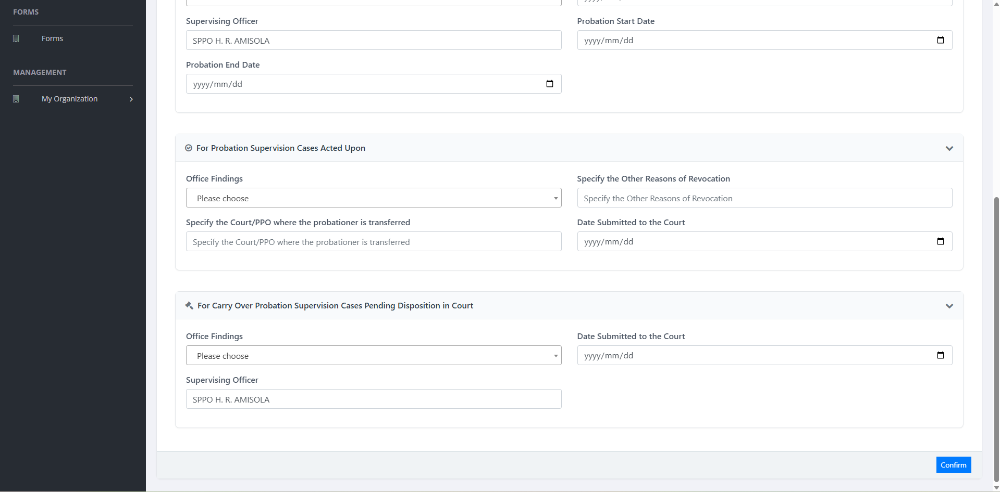 FORMS
Forms
MANAGEMENT
My Organization
Supervising Officer
Probation Start Date
SPPO H. R. AMISOLA
yyyy/mm/dd
Probation End Date
yyyy/mm/dd
For Probation Supervision Cases Acted Upon
Office Findings
Specify the Other Reasons of Revocation
Please choose
Specify the Other Reasons of Revocation
Specify the Court/PPO where the probationer is transferred
Date Submitted to the Court
Specify the Court/PPO where the probationer is transferred
yyyy/mm/dd
For Carry Over Probation Supervision Cases Pending Disposition in Court
Office Findings
Date Submitted to the Court
Please choose
yyyy/mm/dd
Supervising Officer
SPPO H. R. AMISOLA
Confirm